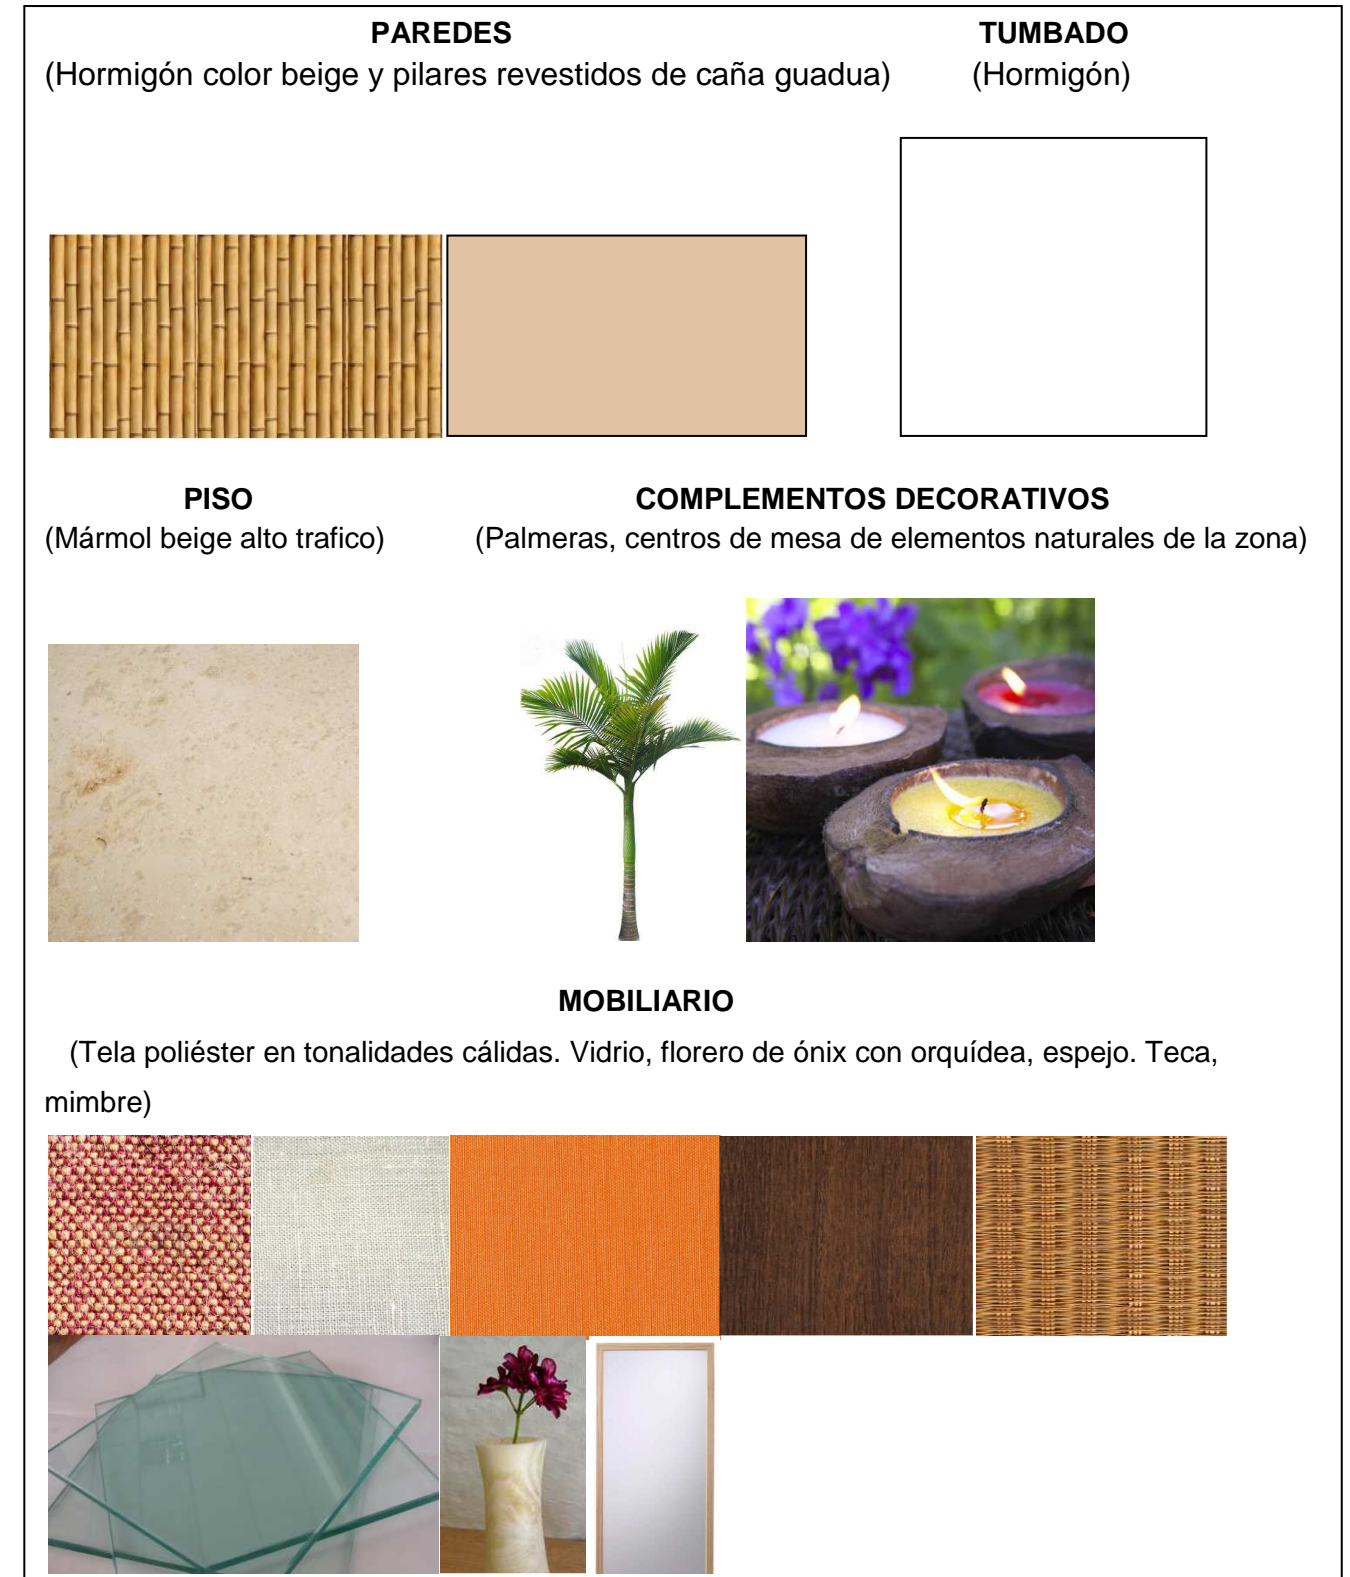 PAREDES
TUMBADO
(Hormigón color beige y pilares revestidos de caña guadua)
(Hormigón)
PISO
COMPLEMENTOS DECORATIVOS
(Mármol beige alto trafico)
(Palmeras, centros de mesa de elementos naturales de la zona)
MOBILIARIO
(Tela poliéster en tonalidades cálidas. Vidrio, florero de ónix con orquídea, espejo. Teca,
mimbre)